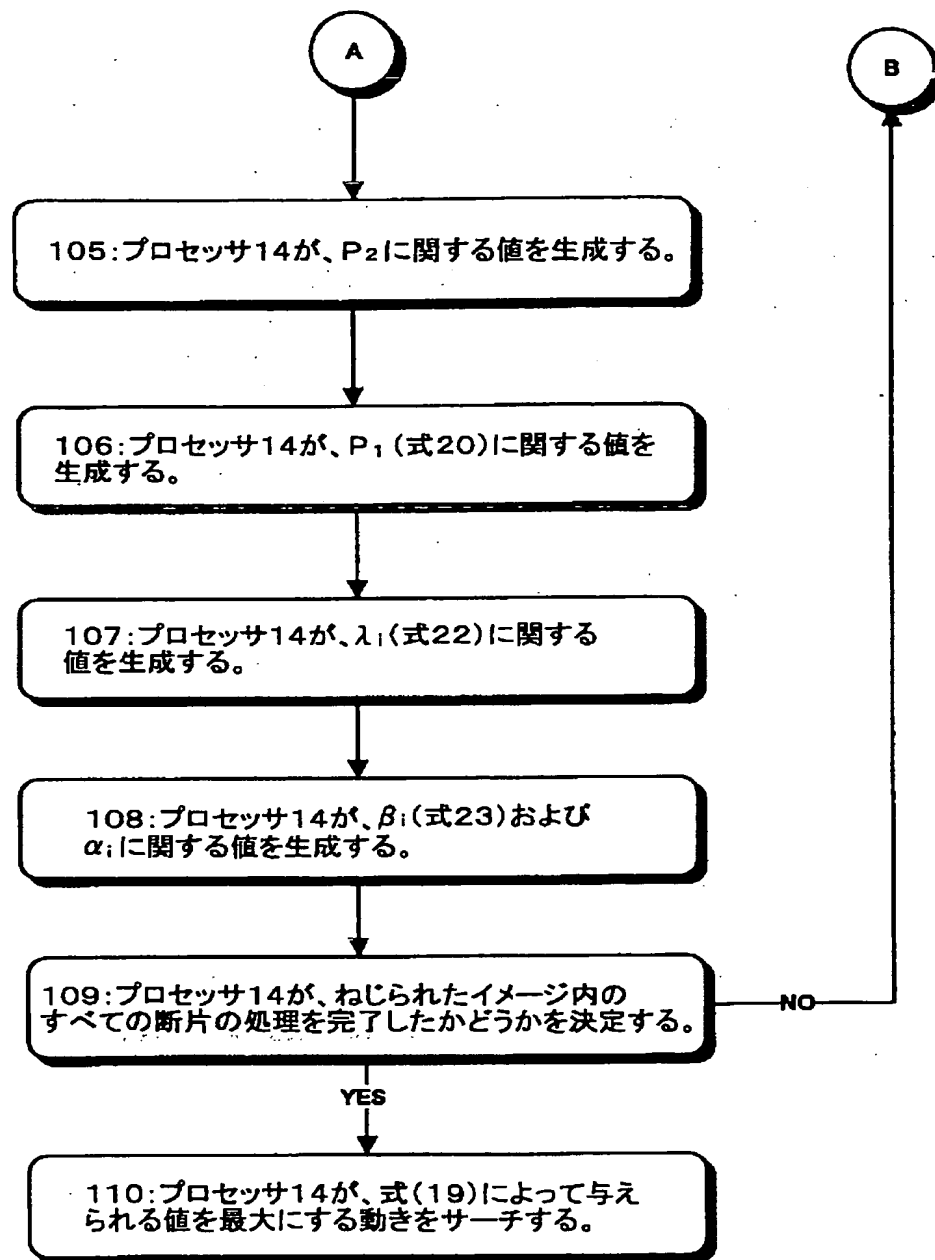 A
B
105:プロセッサ14が、P₂に関する値を生成する。
106:プロセッサ14が、P₁(式20)に関する値を
生成する。
107:プロセッサ14が、λᵢ(式22)に関する
値を生成する。
108:プロセッサ14が、βᵢ(式23)および
αᵢに関する値を生成する。
109:プロセッサ14が、ねじられたイメージ内の
すべての断片の処理を完了したかどうかを決定する。
NO
YES
110:プロセッサ14が、式(19)によって与え
られる値を最大にする動きをサーチする。